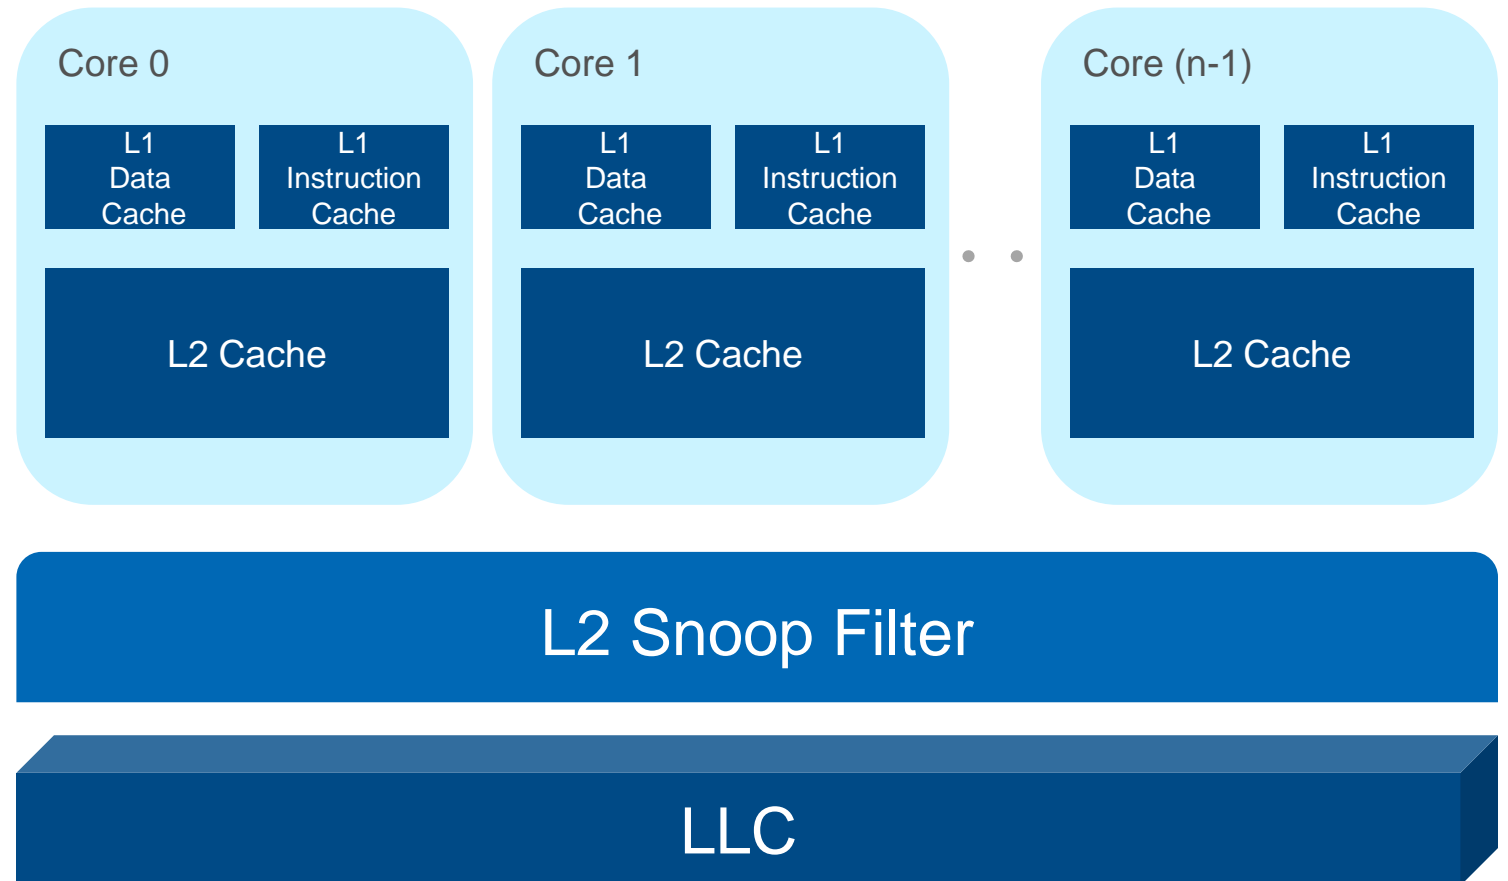 Core 0
L1
Data
Cache
L1
Instruction
Cache
L2 Cache
Core 1
L1
Data
Cache
L1
Instruction
Cache
L2 Cache
Core (n-1)
L1
Data
Cache
L1
Instruction
Cache
L2 Cache
L2 Snoop Filter
LLC